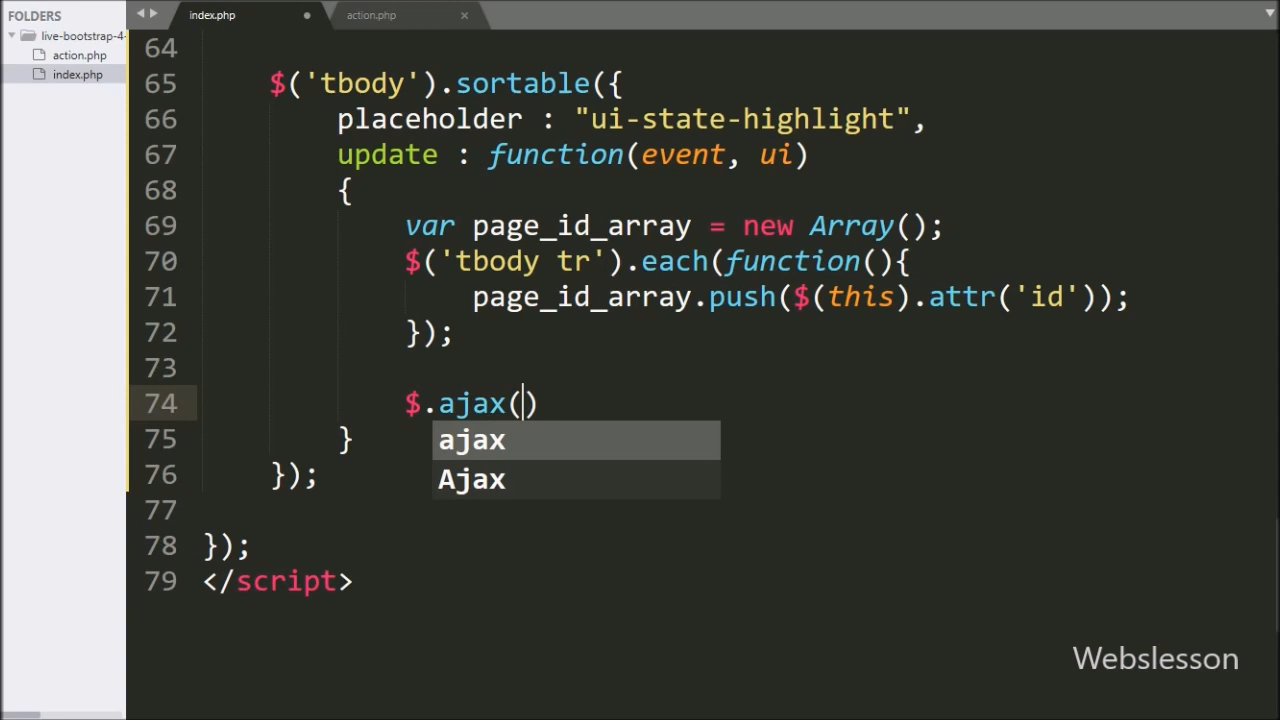 FOLDERS
live-bootstrap-4-
action.php
index.php
index.php
action.php
64
65 $('tbody').sortable({
66 placeholder : "ui-state-highlight",
67 update : function(event, ui)
68 {
69 var page_id_array = new Array();
70 $('tbody tr').each(function(){
71 page_id_array.push($(this).attr('id'));
72 });
73
74 $.ajax()
75 }
ajax
76 });
Ajax
77
78 });
79 </script>
Webslesson